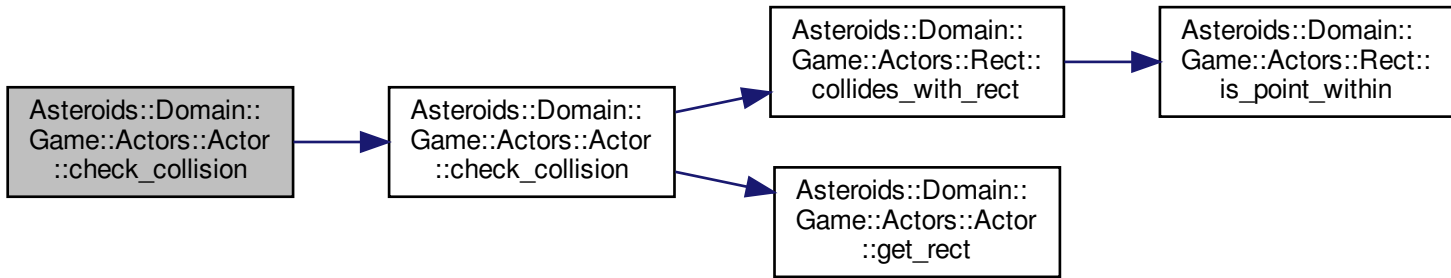 Asteroids::Domain::
Game::Actors::Actor
::check_collision
Asteroids::Domain::
Game::Actors::Actor
::check_collision
Asteroids::Domain::
Game::Actors::Rect::
collides_with_rect
Asteroids::Domain::
Game::Actors::Rect::
is_point_within
Asteroids::Domain::
Game::Actors::Actor
::get_rect